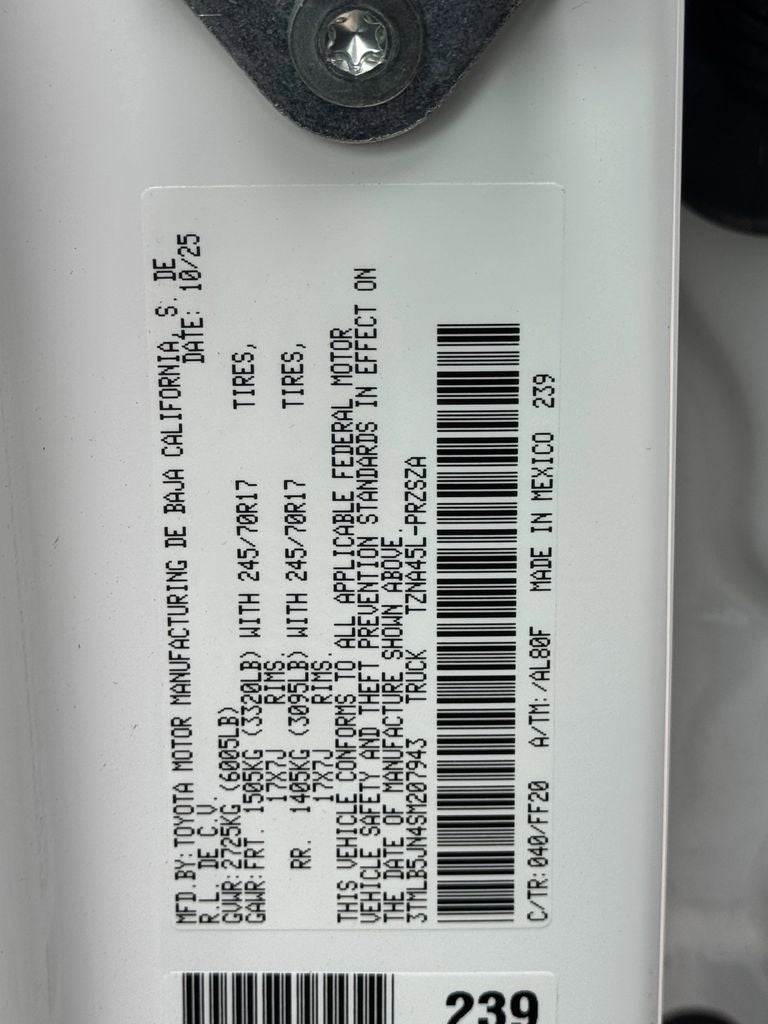 MFD.BY:TOYOTA MOTOR MANUFACTURING DE BAJA CALIFORNIA, S. DE
R.L. DE C.V. DATE: 10/25
GVWR:2725KG (6005LB)
GAWR:FRT. 1505KG (3320LB) WITH 245/70R17 TIRES,
17X7J RIMS.
RR. 1405KG (3095LB) WITH 245/70R17 TIRES,
17X7J RIMS.
THIS VEHICLE CONFORMS TO ALL APPLICABLE FEDERAL MOTOR
VEHICLE SAFETY AND THEFT PREVENTION STANDARDS IN EFFECT ON
THE DATE OF MANUFACTURE SHOWN ABOVE.
3TMLB5JN4SM207943 TRUCK TZNA45L-PRZSZA
C/TR:040/FF20 A/TM:/AL80F MADE IN MEXICO 239
239